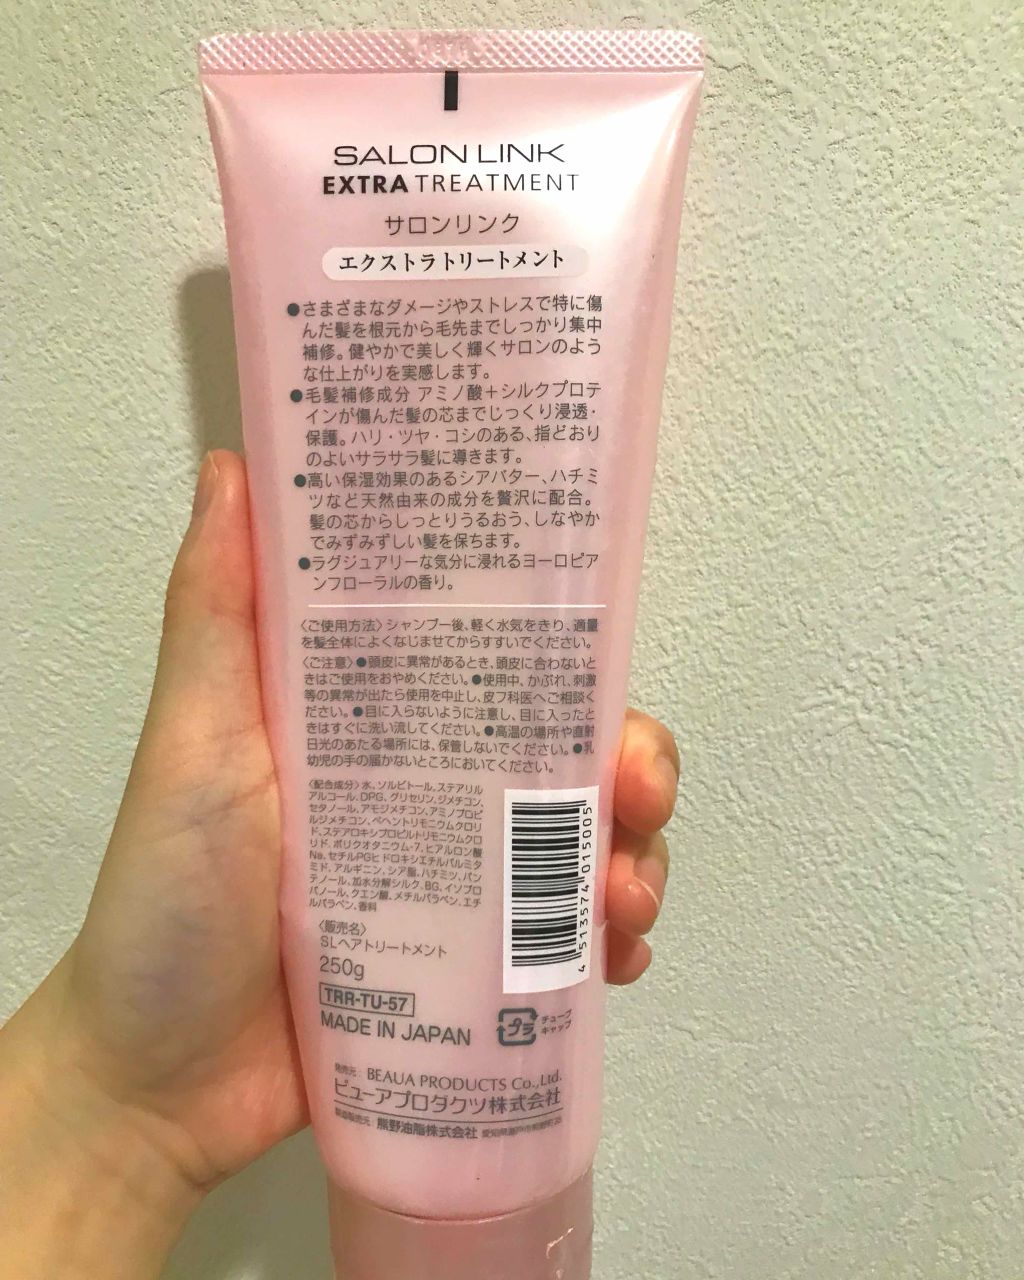 SALON LINK
EXTRA TREATMENT
サロンリンク
エクストラトリートメント
●さまざまなダメージやストレスで特に傷
んだ髪を根元から毛先までしっかり集中
補修。健やかで美しく輝くサロンのよう
な仕上がりを実感します。
●毛髪補修成分 アミノ酸+シルクプロテ
インが傷んだ髪の芯までじっくり浸透・
保護。ハリ・ツヤ・コシのある、指どおり
のよいサラサラ髪に導きます。
●高い保湿効果のあるシアバター、ハチミ
ツなど天然由来の成分を贅沢に配合。
髪の芯からしっとりうるおう、しなやか
でみずみずしい髪を保ちます。
●ラグジュアリーな気分に浸れるヨーロピア
ンフローラルの香り。
〈ご使用方法〉シャンプー後、軽く水気をきり、適量
を髪全体によくなじませてからすすいでください。
〈ご注意〉●頭皮に異常があるとき、頭皮に合わないと
きはご使用をおやめください。●使用中、かぶれ、刺激
等の異常が出たら使用を中止し、皮フ科医へご相談く
ださい。●目に入らないように注意し、目に入ったと
きはすぐに洗い流してください。●高温の場所や直射
日光のあたる場所には、保管しないでください。●乳
幼児の手の届かないところにおいてください。
〈配合成分〉水、ソルビトール、ステアリル
アルコール、DPG、グリセリン、ジメチコン、
セタノール、アモジメチコン、アミノプロピ
ルジメチコン、ベヘントリモニウムクロリ
ド、ステアロキシプロピルトリモニウムクロ
リド、ポリクオタニウム-7、ヒアルロン酸
Na、セチルPGヒドロキシエチルパルミタ
ミド、アルギニン、シア脂、ハチミツ、パン
テノール、加水分解シルク、BG、イソプロ
パノール、クエン酸、メチルパラベン、エチ
ルパラベン、香料
4513574015005
〈販売名〉
SLヘアトリートメント
250g
TRR-TU-57
MADE IN JAPAN
プラ
チューブ
キャップ
発売元: BEAUA PRODUCTS Co.,Ltd.
ビューアプロダクツ株式会社
製造販売元: 熊野油脂株式会社